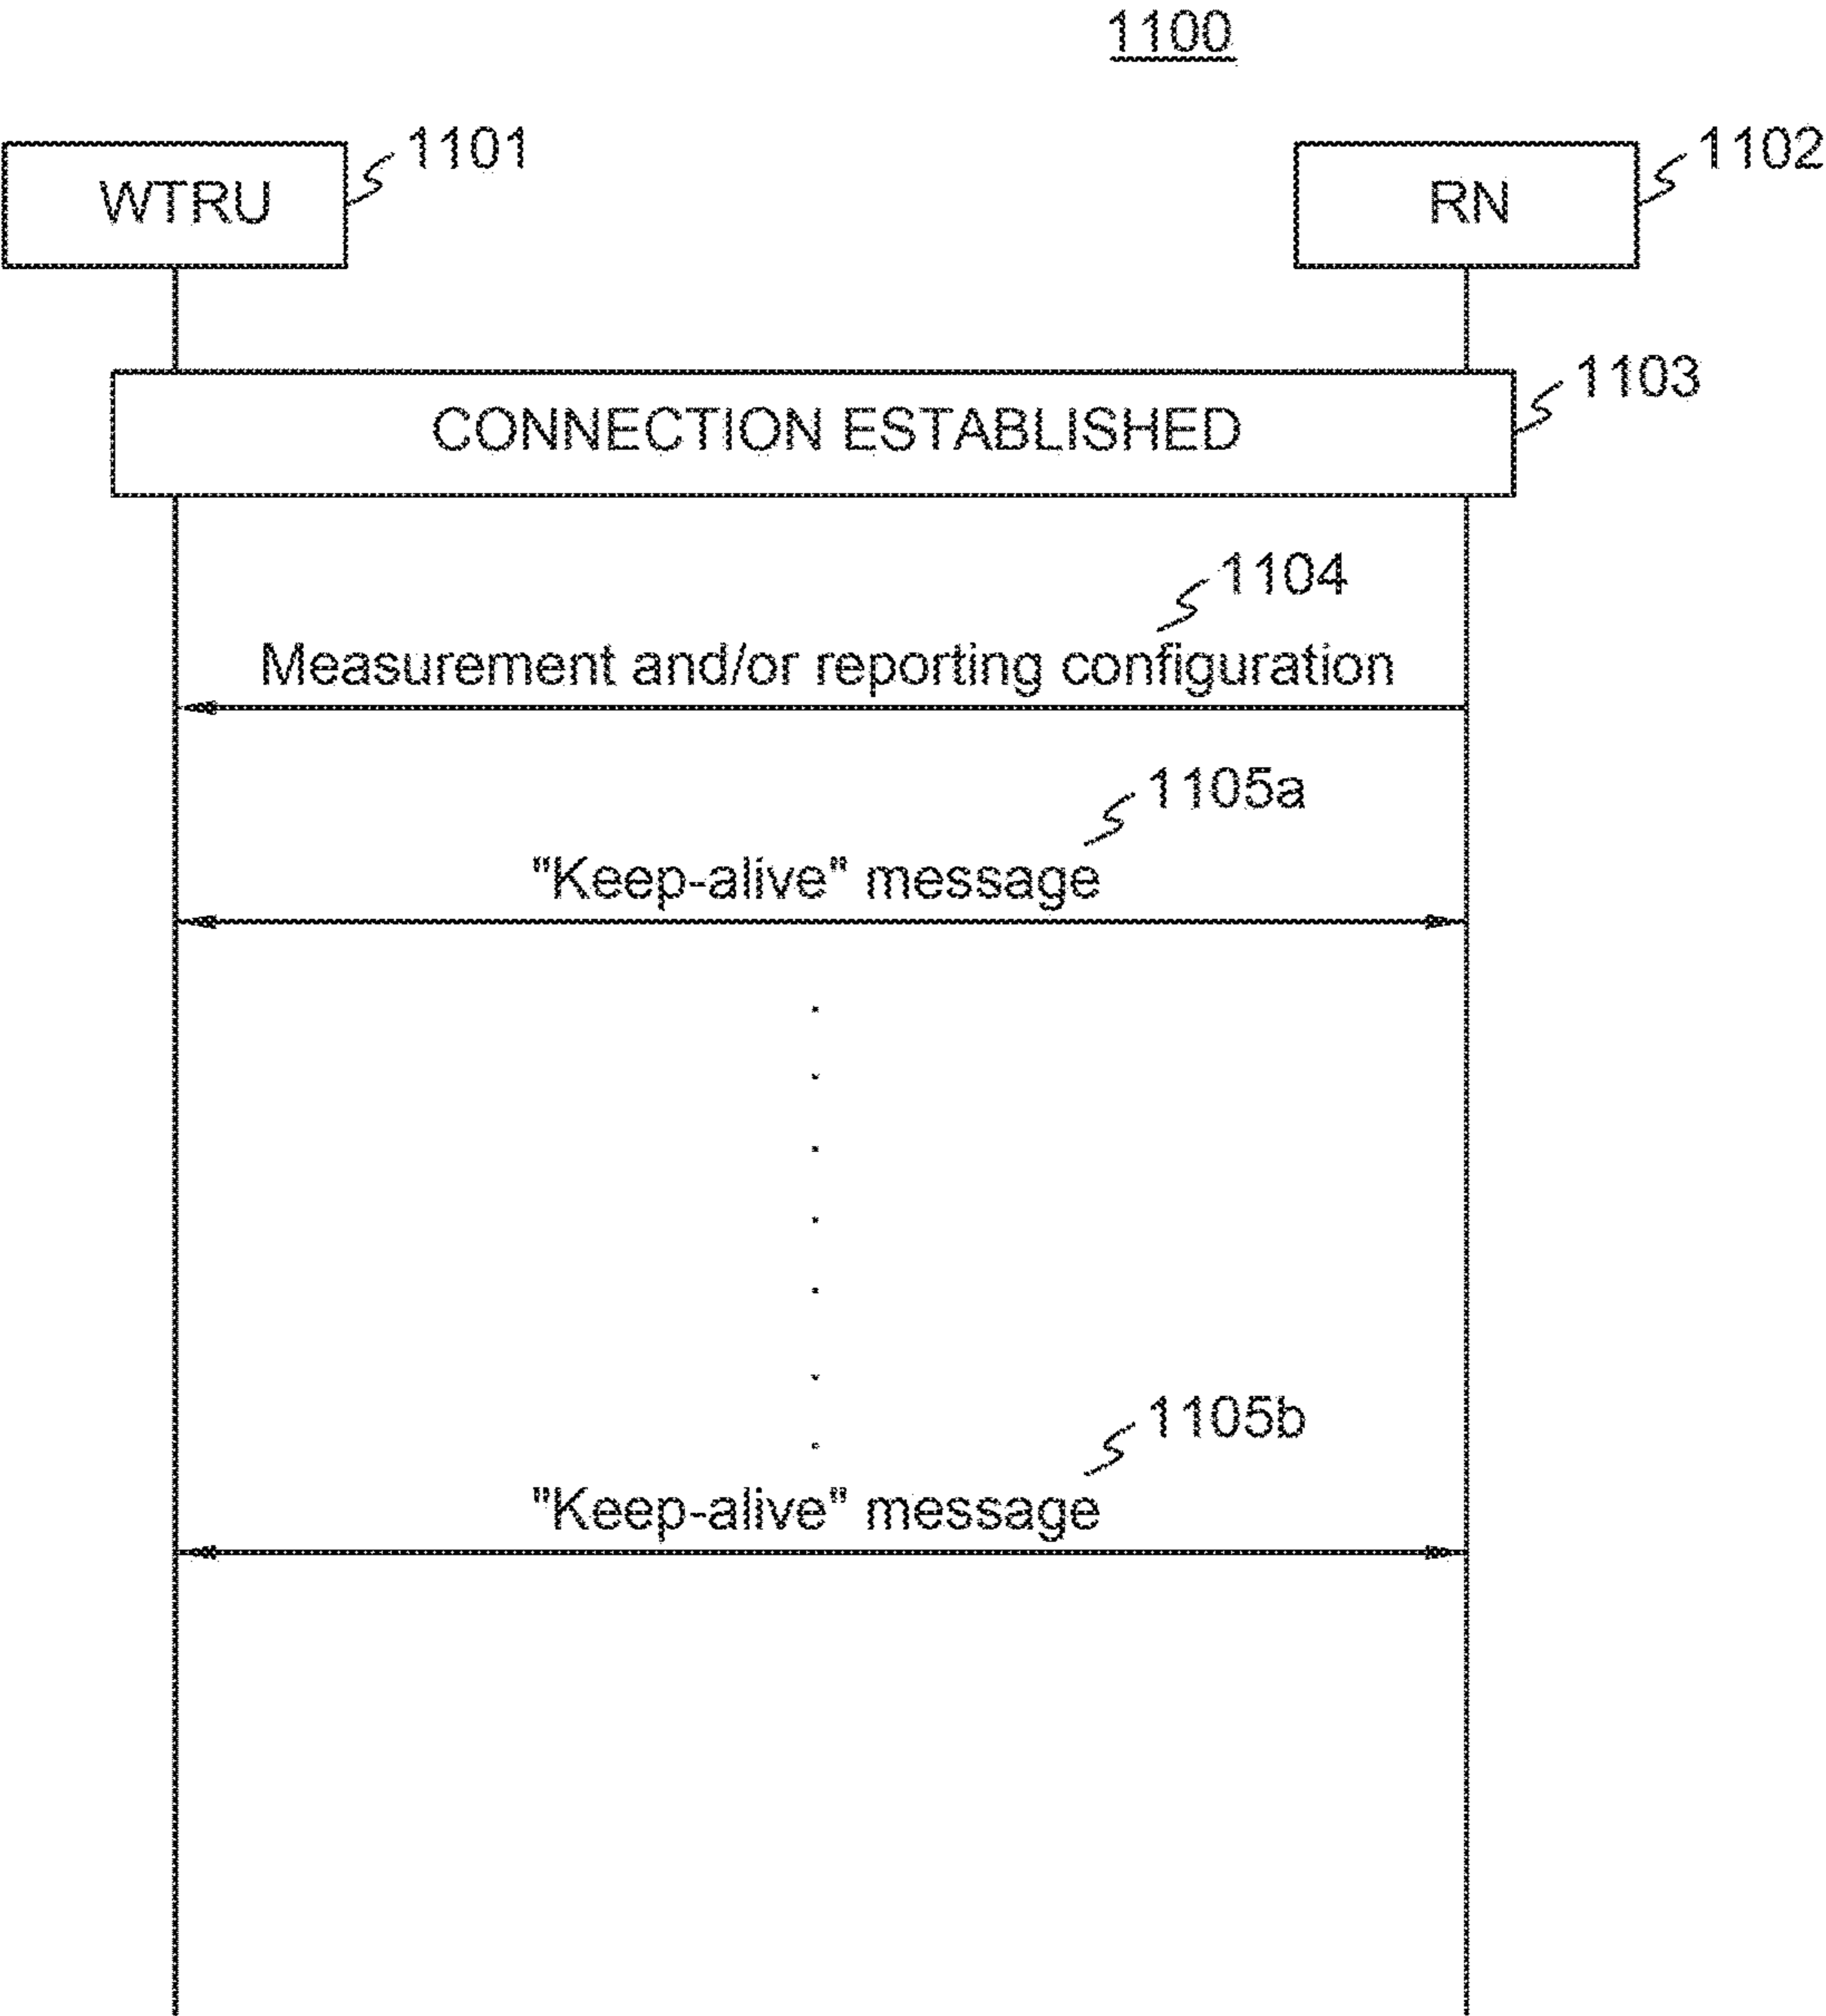 1100
WTRU
1101
RN
1102
CONNECTION ESTABLISHED
1103
1104
Measurement and/or reporting configuration
1105a
"Keep-alive" message
1105b
"Keep-alive" message